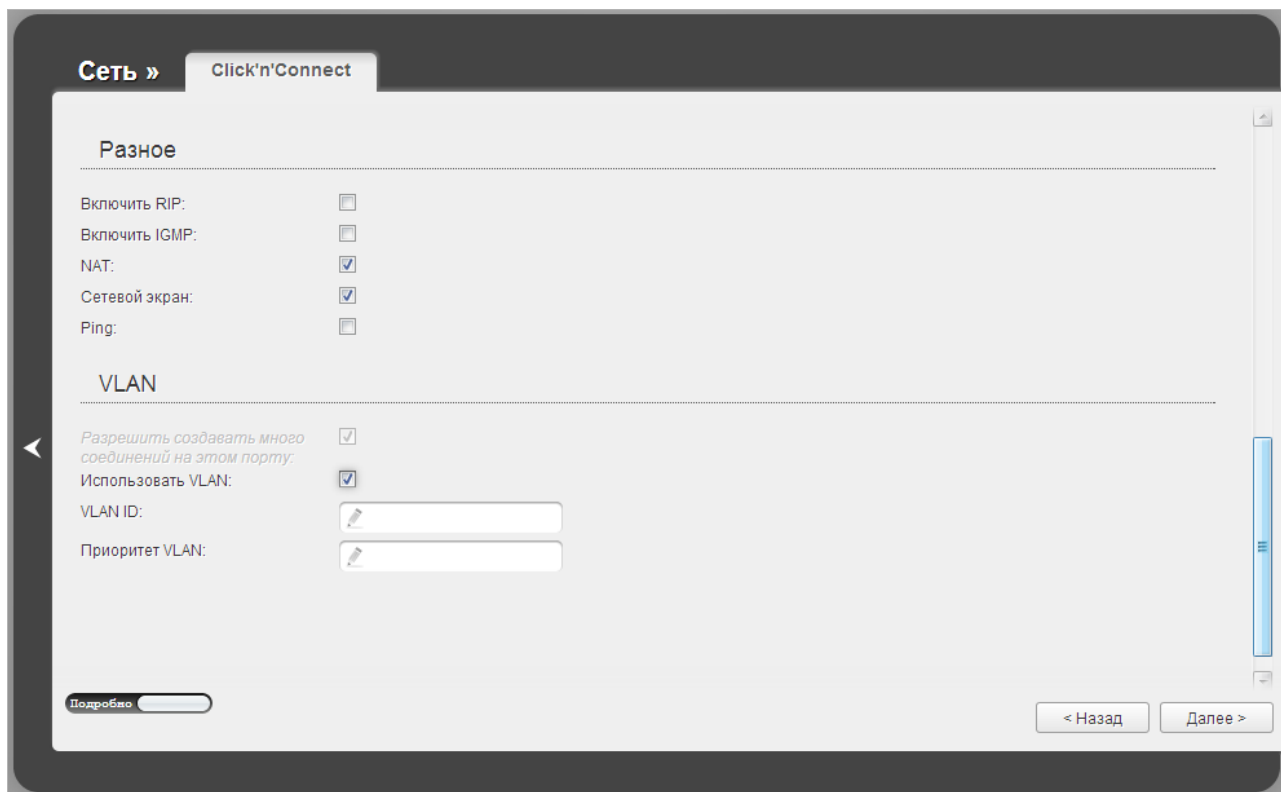 Сеть »
Click'n'Connect
Разное
Включить RIP:
Включить IGMP:
NAT:
Сетевой экран:
Ping:
VLAN
Разрешить создавать много
соединений на этом порту:
Использовать VLAN:
VLAN ID:
Приоритет VLAN:
Подробно
< Назад
Далее >